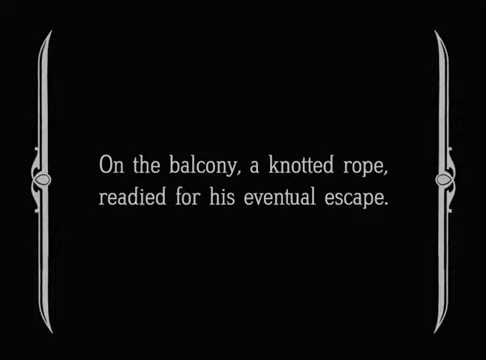 On the balcony, a knotted rope,
readied for his eventual escape.